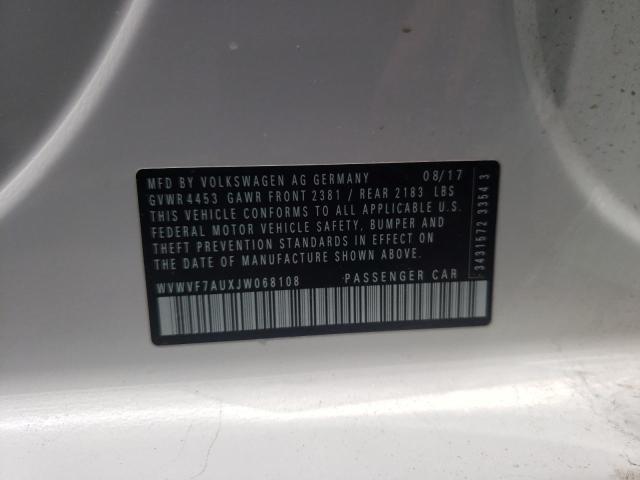 MFD BY VOLKSWAGEN AG GERMANY 08/17
GVWR 4453 GAWR FRONT 2381 / REAR 2183 LBS
THIS VEHICLE CONFORMS TO ALL APPLICABLE U.S.
FEDERAL MOTOR VEHICLE SAFETY, BUMPER AND
THEFT PREVENTION STANDARDS IN EFFECT ON
THE DATE OF MANUFACTURE SHOWN ABOVE.
WVWVF7AUXJW068108 PASSENGER CAR
3431572 3354 3